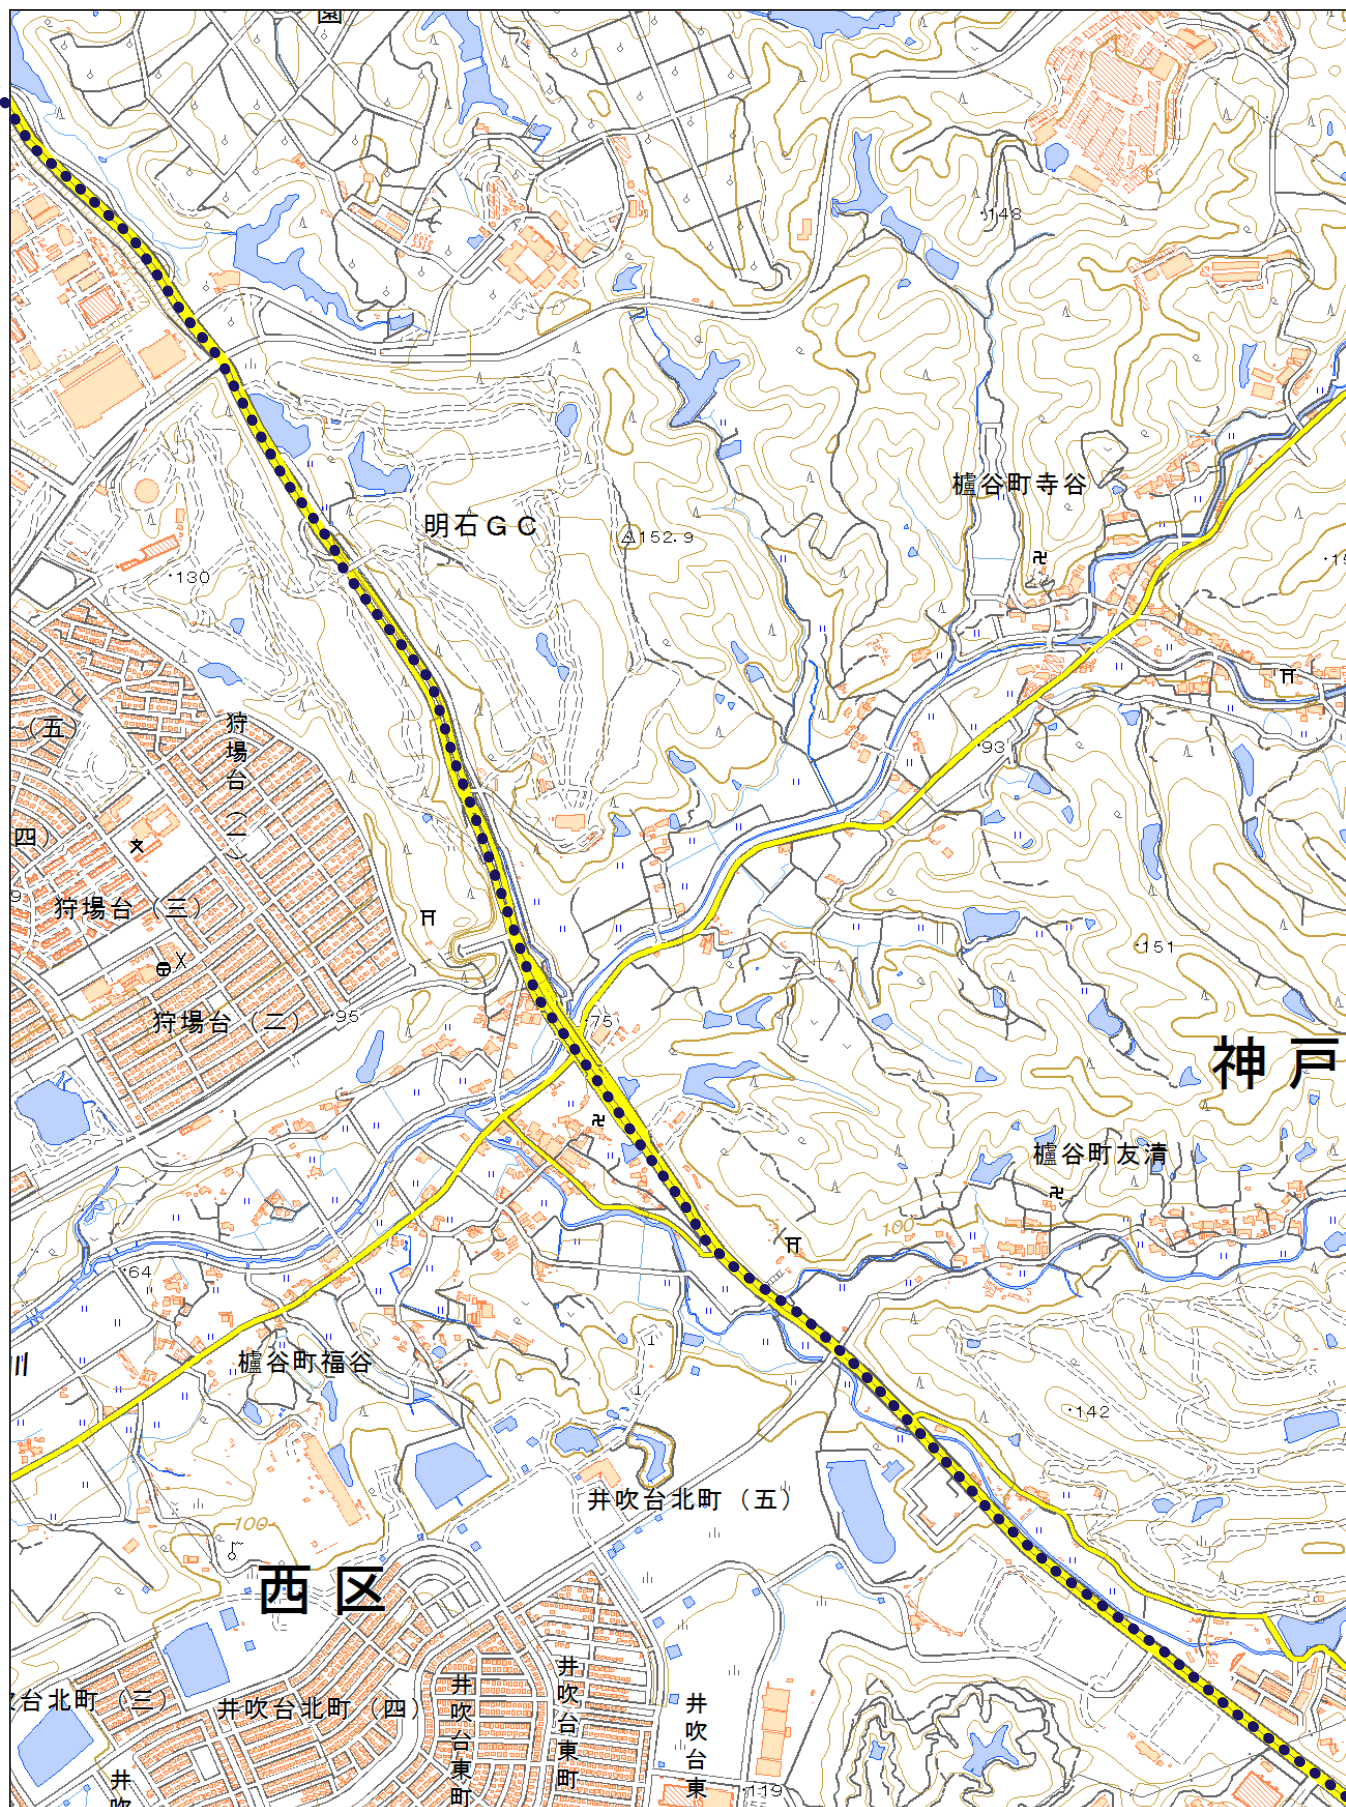 園
148
櫨谷町寺谷
明石GC
152.9
130
(五)
狩場台(一)
93
四)
狩場台(三)
151
狩場台(二)
95
75
神戸
櫨谷町友清
100
64
櫨谷町福谷
142
井吹台北町(五)
100
西区
台北町(三)
井吹台北町(四)
井吹台東町
井吹台東町
井吹台東
井吹
119
川